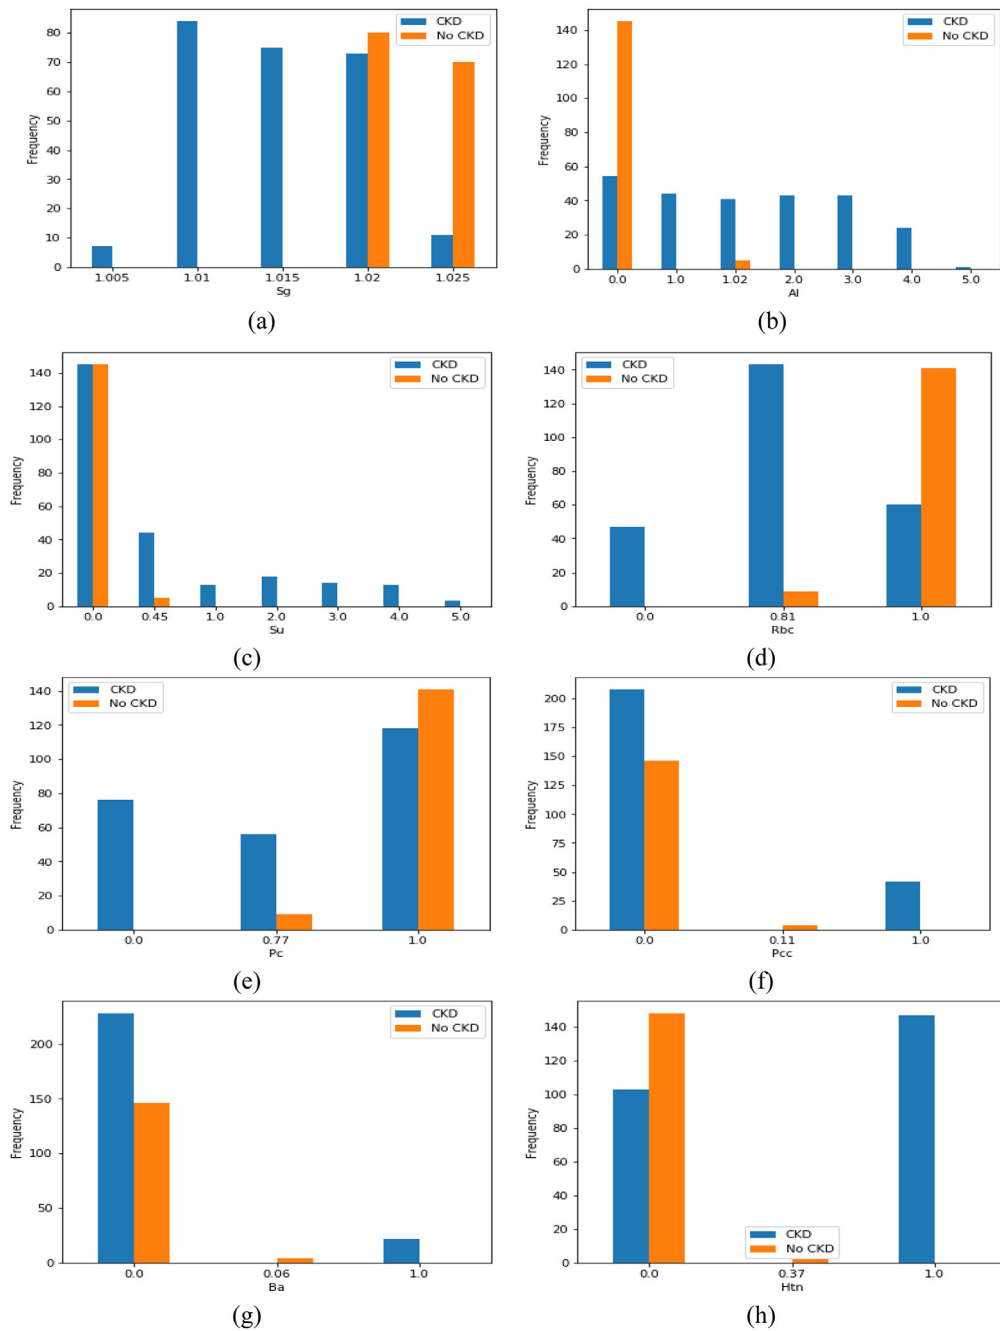 CKD
No CKD
80
70
60
50
40
30
20
10
0
Frequency
1.005 1.01 1.015 1.02 1.025
Sg
(a)
CKD
No CKD
140
120
100
80
60
40
20
0
Frequency
0.0 1.0 1.02 2.0 3.0 4.0 5.0
Al
(b)
CKD
No CKD
140
120
100
80
60
40
20
0
Frequency
0.0 0.45 1.0 2.0 3.0 4.0 5.0
Su
(c)
CKD
No CKD
140
120
100
80
60
40
20
0
Frequency
0.0 0.81 1.0
Rbc
(d)
CKD
No CKD
140
120
100
80
60
40
20
0
Frequency
0.0 0.77 1.0
Pc
(e)
CKD
No CKD
200
175
150
125
100
75
50
25
0
Frequency
0.0 0.11 1.0
Pcc
(f)
CKD
No CKD
200
150
100
50
0
Frequency
0.0 0.06 1.0
Ba
(g)
140
120
100
80
60
40
20
0
Frequency
CKD
No CKD
0.0 0.37 1.0
Htn
(h)